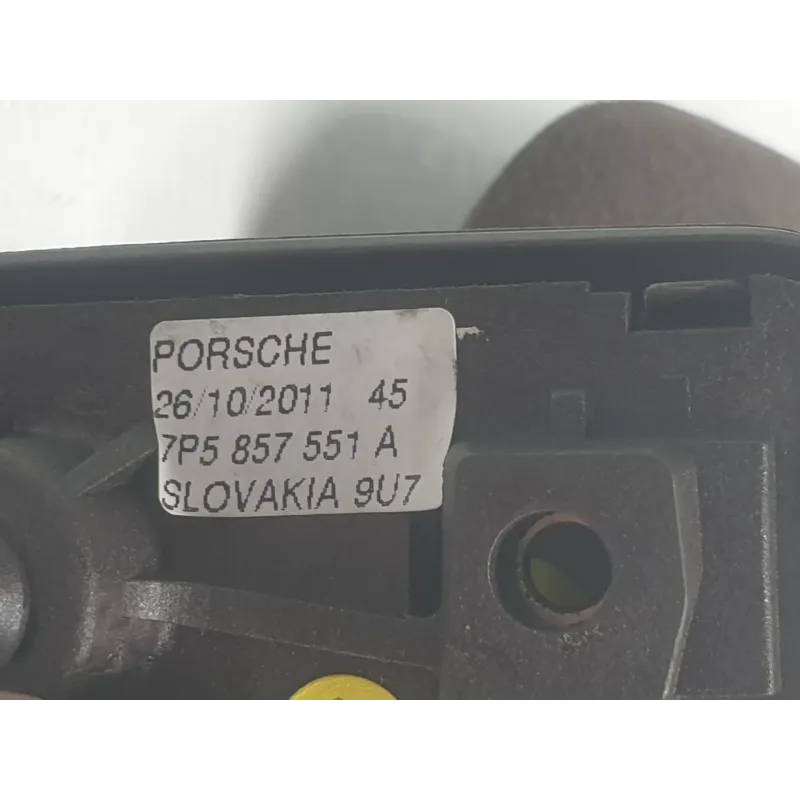 PORSCHE
26/10/2011 45
7P5 857 551 A
SLOVAKIA 9U7